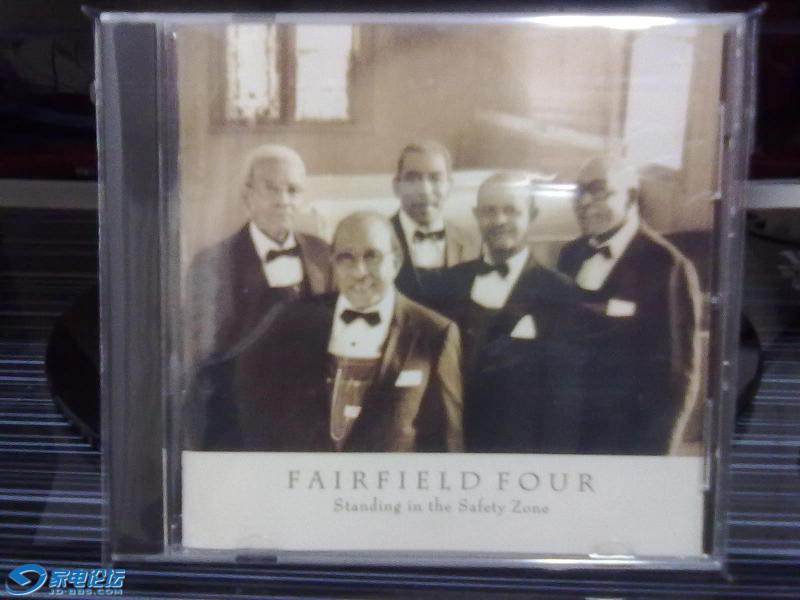 FAIRFIELD FOUR
Standing in the Safety Zone
家电论坛
JD-BBS.COM